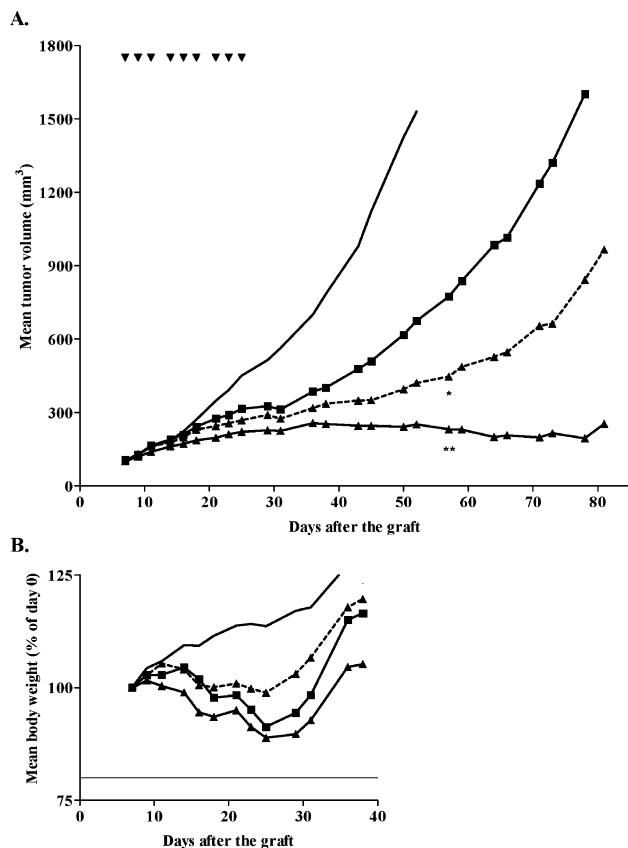 A.
1800
1500
1200
900
600
300
0
Mean tumor volume (mm³)
*
**
0 10 20 30 40 50 60 70 80
Days after the graft
B.
125
100
75
Mean body weight (% of day 0)
0 10 20 30 40
Days after the graft